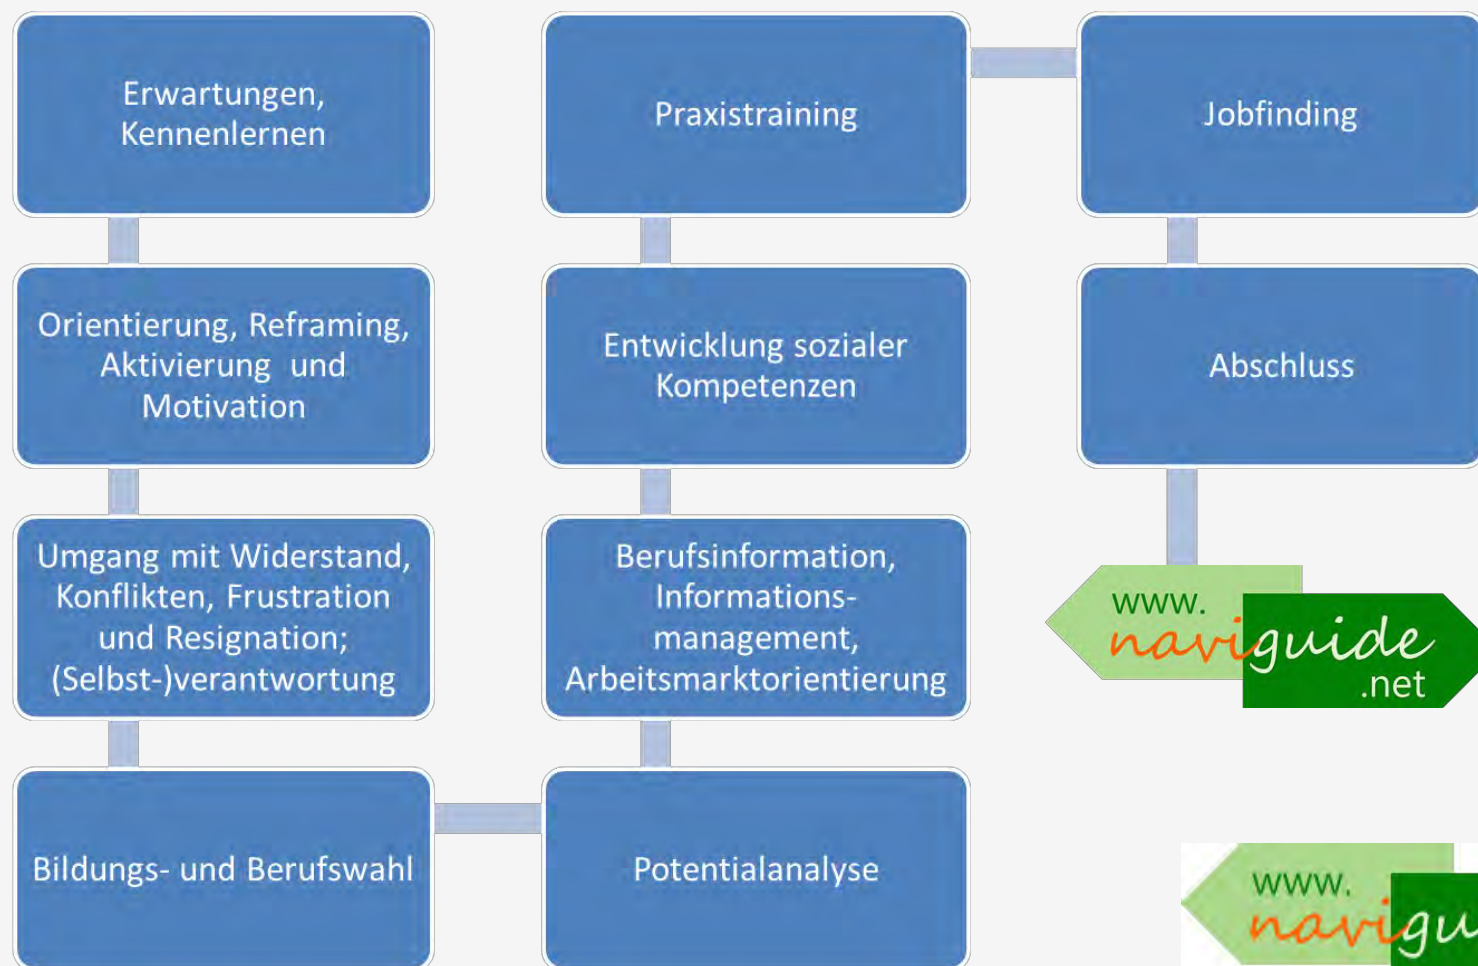 Erwartungen,
Kennenlernen
Orientierung, Reframing,
Aktivierung und
Motivation
Umgang mit Widerstand,
Konflikten, Frustration
und Resignation;
(Selbst-)verantwortung
Bildungs- und Berufswahl
Potentialanalyse
Berufsinformation,
Informations-
management,
Arbeitsmarktorientierung
Entwicklung sozialer
Kompetenzen
Praxistraining
Jobfinding
Abschluss
www.
naviguide
.net
www.
navigu